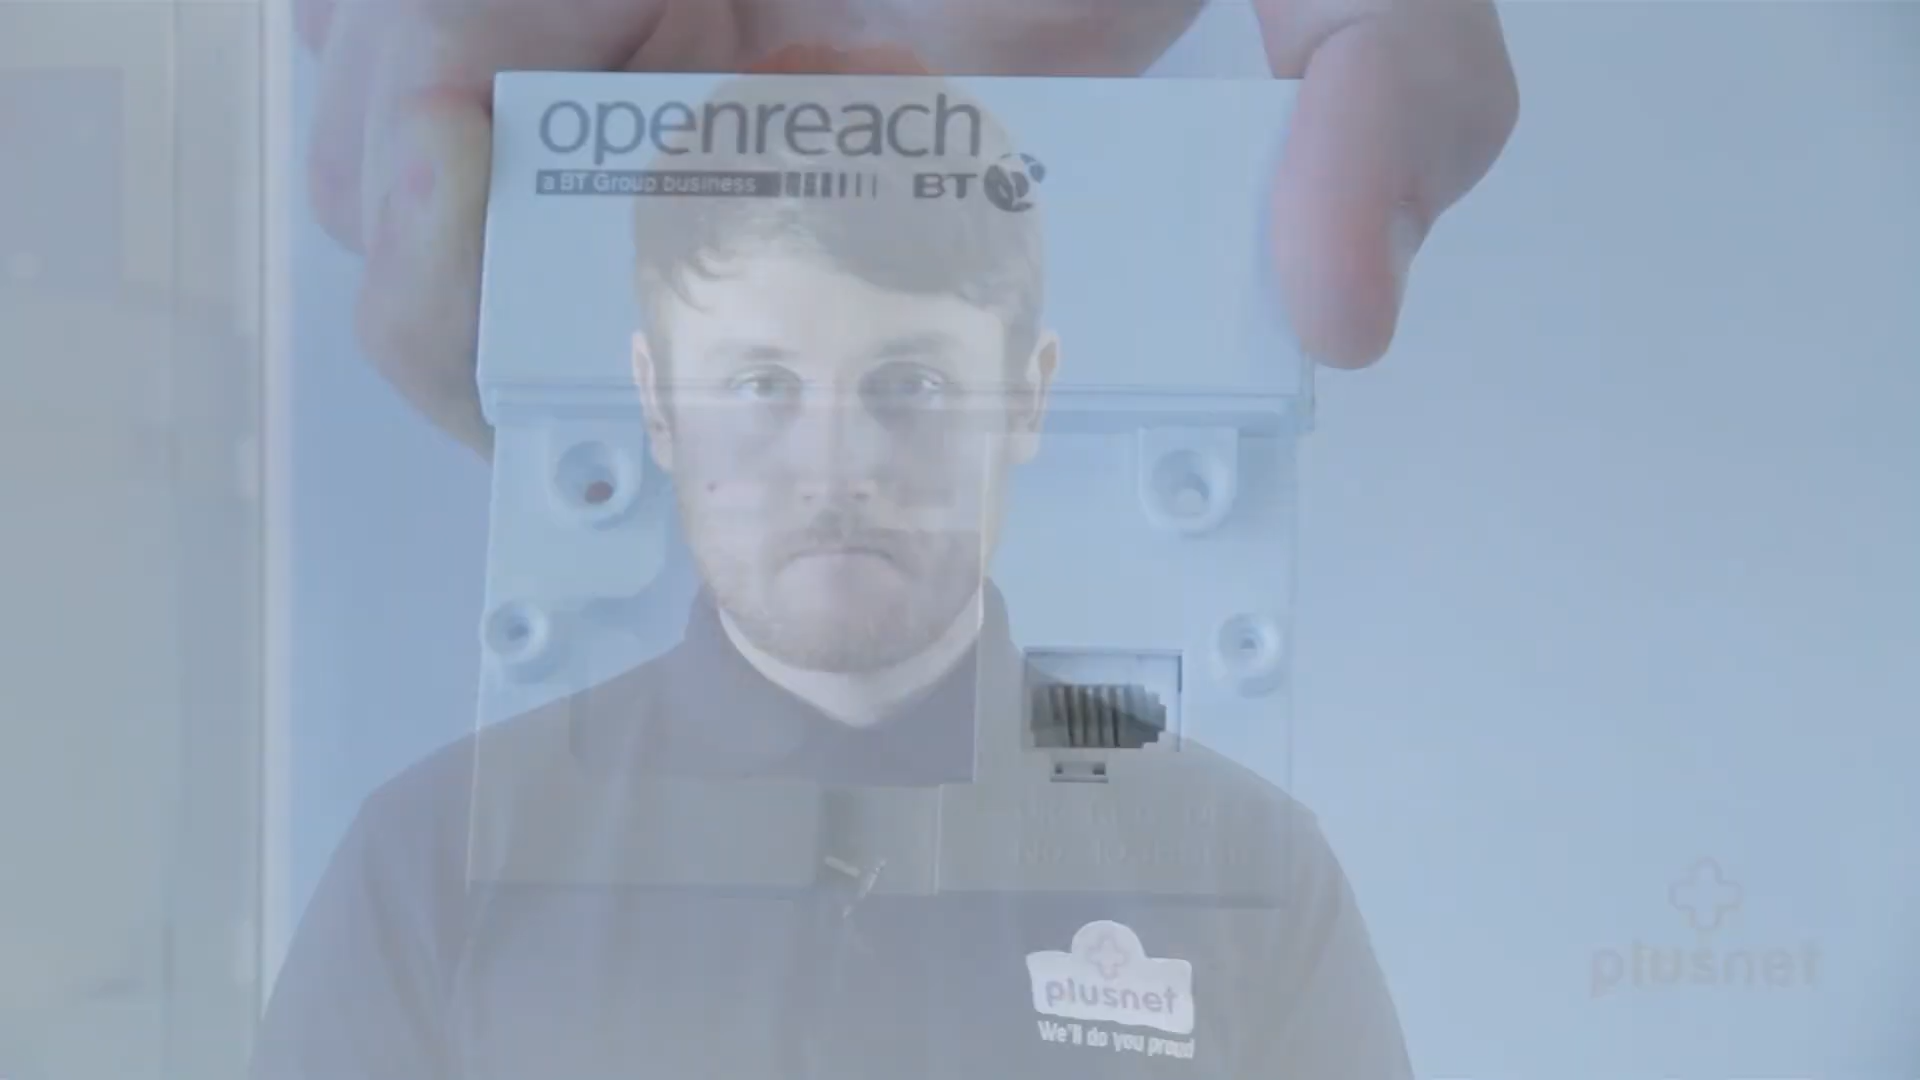 openreach
a BT Group business
BT
plusnet
We'll do you proud
plusnet